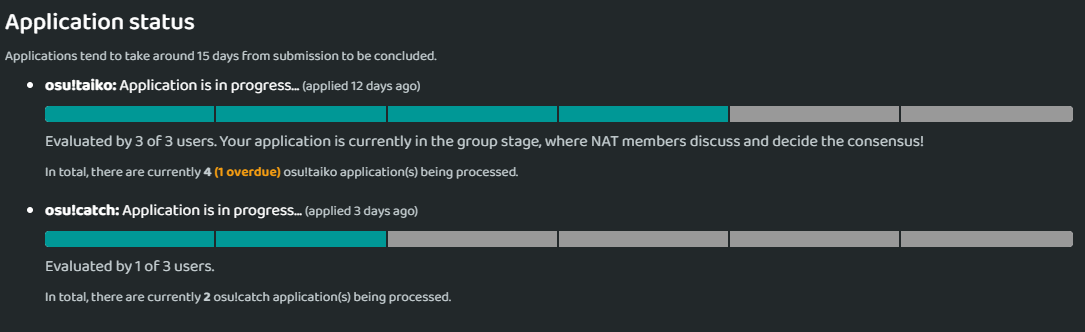 Application status
Applications tend to take around 15 days from submission to be concluded.
osu!taiko: Application is in progress... (applied 12 days ago)
Evaluated by 3 of 3 users. Your application is currently in the group stage, where NAT members discuss and decide the consensus!
In total, there are currently 4 (1 overdue) osu!taiko application(s) being processed.
osu!catch: Application is in progress... (applied 3 days ago)
Evaluated by 1 of 3 users.
In total, there are currently 2 osu!catch application(s) being processed.